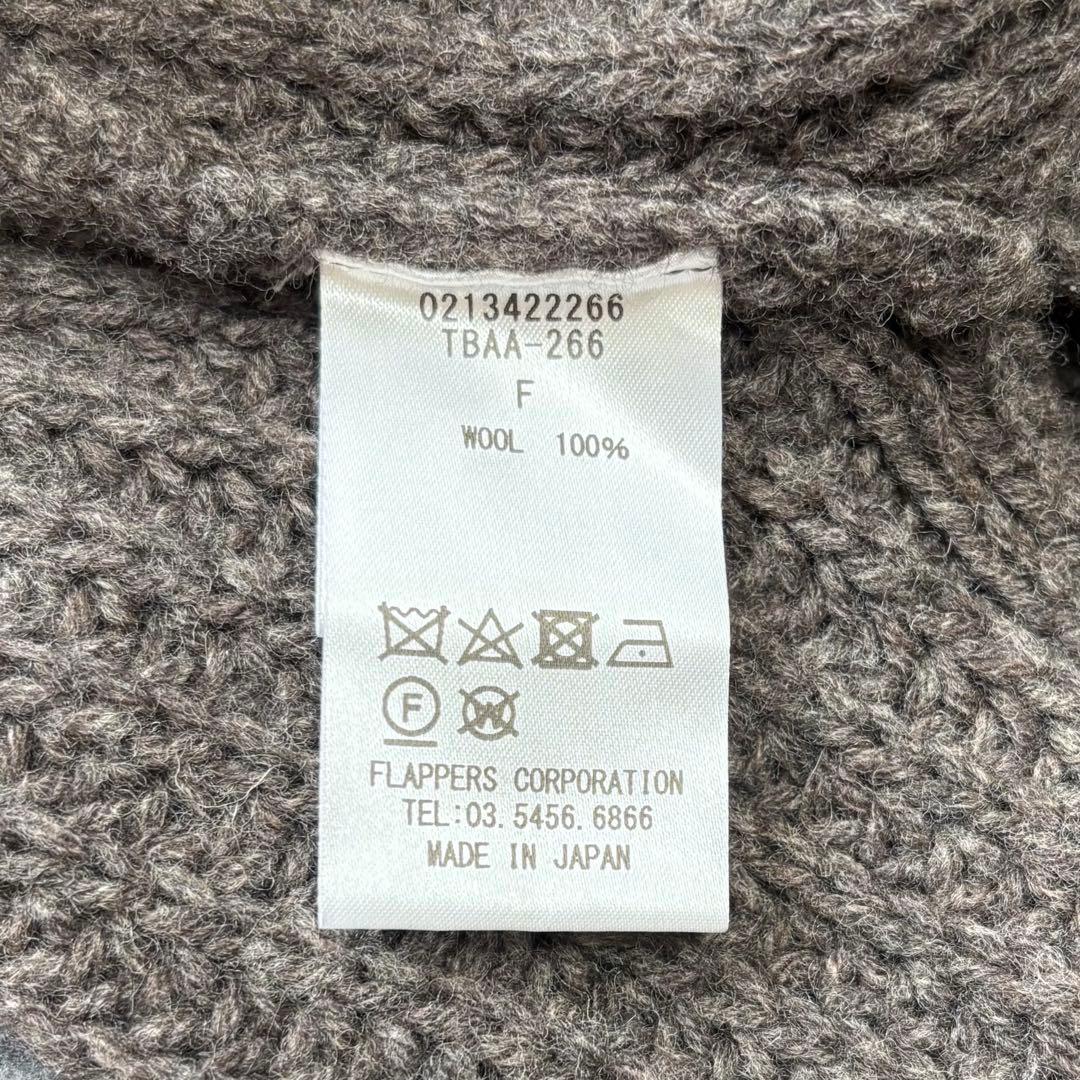 0213422266
TBAA-266
F
WOOL 100%
F W
FLAPPERS CORPORATION
TEL:03.5456.6866
MADE IN JAPAN